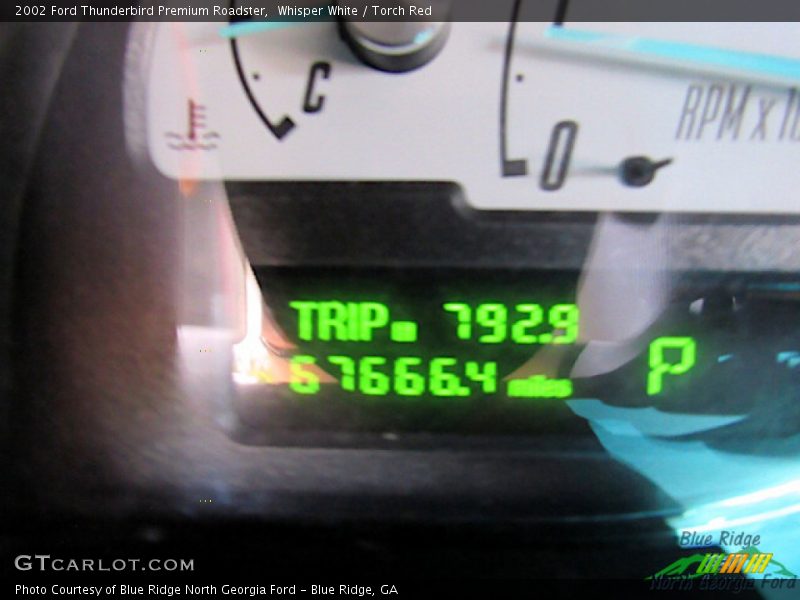 2002 Ford Thunderbird Premium Roadster,  Whisper White / Torch Red
C
0
RPM x 10
TRIP 792.9
67666.4 miles
P
Blue Ridge
North Georgia Ford
GTCARLOT.COM
Photo Courtesy of Blue Ridge North Georgia Ford – Blue Ridge, GA